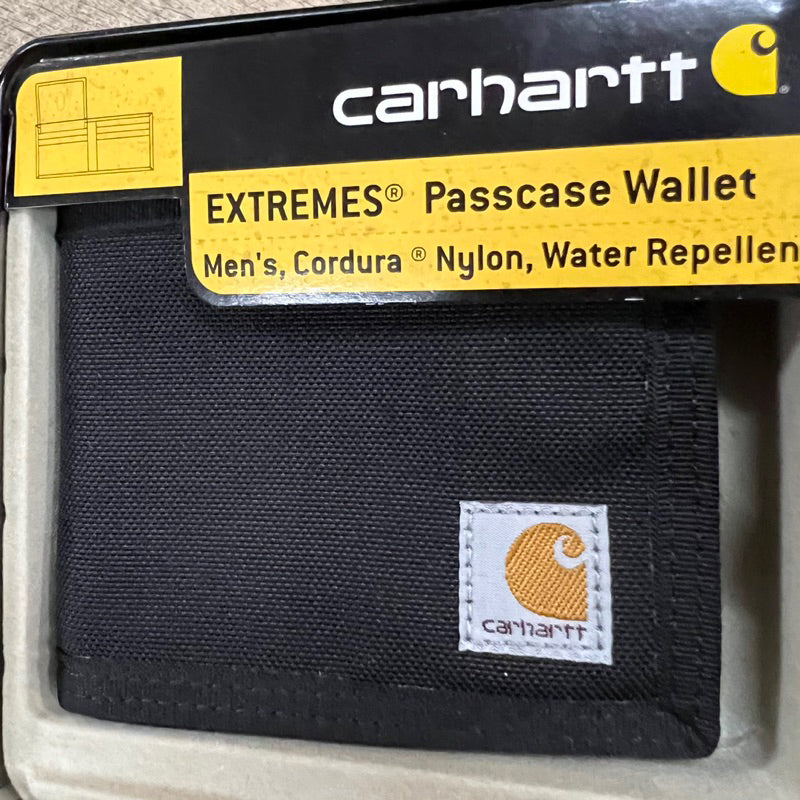 carhartt
EXTREMES® Passcase Wallet
Men's, Cordura ® Nylon, Water Repellen
carhartt